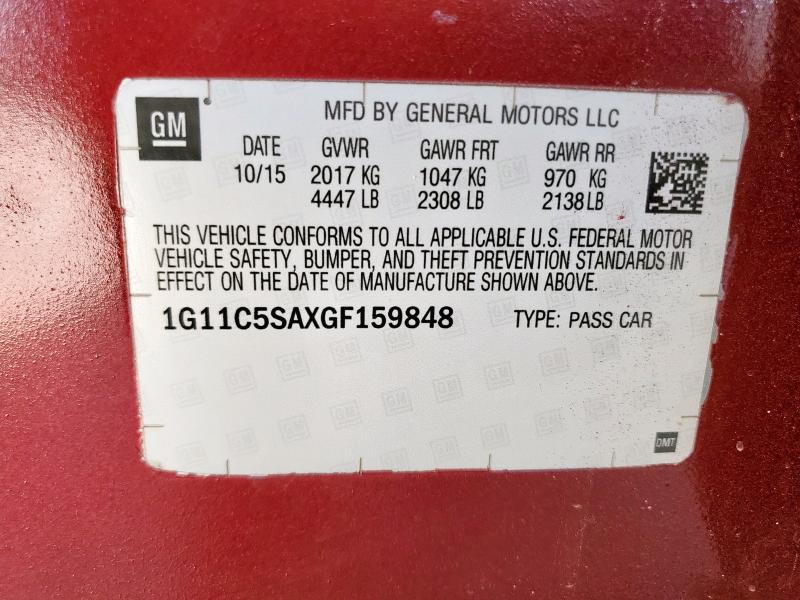 GM
MFD BY GENERAL MOTORS LLC
DATE GVWR GAWR FRT GAWR RR
10/15 2017 KG 1047 KG 970 KG
4447 LB 2308 LB 2138 LB
THIS VEHICLE CONFORMS TO ALL APPLICABLE U.S. FEDERAL MOTOR
VEHICLE SAFETY, BUMPER, AND THEFT PREVENTION STANDARDS IN
EFFECT ON THE DATE OF MANUFACTURE SHOWN ABOVE.
1G11C5SAXGF159848 TYPE: PASS CAR
DMT